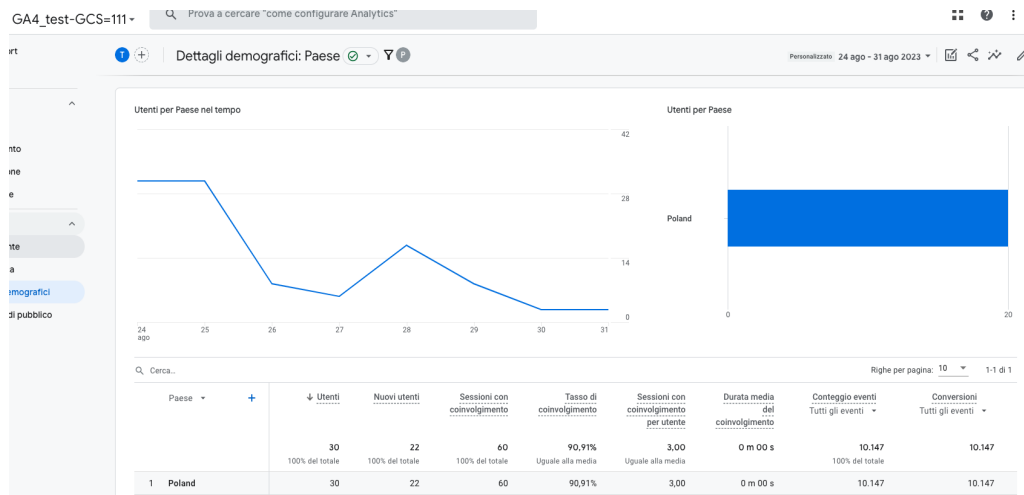 GA4_test-GCS=111
Prova a cercare "come configurare Analytics"
T
Dettagli demografici: Paese
P
Personalizzato 24 ago - 31 ago 2023
Utenti per Paese nel tempo
42
28
14
0
24 ago
25
26
27
28
29
30
31
Utenti per Paese
Poland
0
20
ort
nto
one
e
nte
a
emografici
di pubblico
Cerca...
Righe per pagina: 10
1-1 di 1
Paese
Utenti
Nuovi utenti
Sessioni con coinvolgimento
Tasso di coinvolgimento
Sessioni con coinvolgimento per utente
Durata media del coinvolgimento
Conteggio eventi
Tutti gli eventi
Conversioni
Tutti gli eventi
30 22 60 90,91% 3,00 0 m 00 s 10.147 10.147
100% del totale 100% del totale 100% del totale Uguale alla media Uguale alla media 100% del totale
1 Poland 30 22 60 90,91% 3,00 0 m 00 s 10.147 10.147